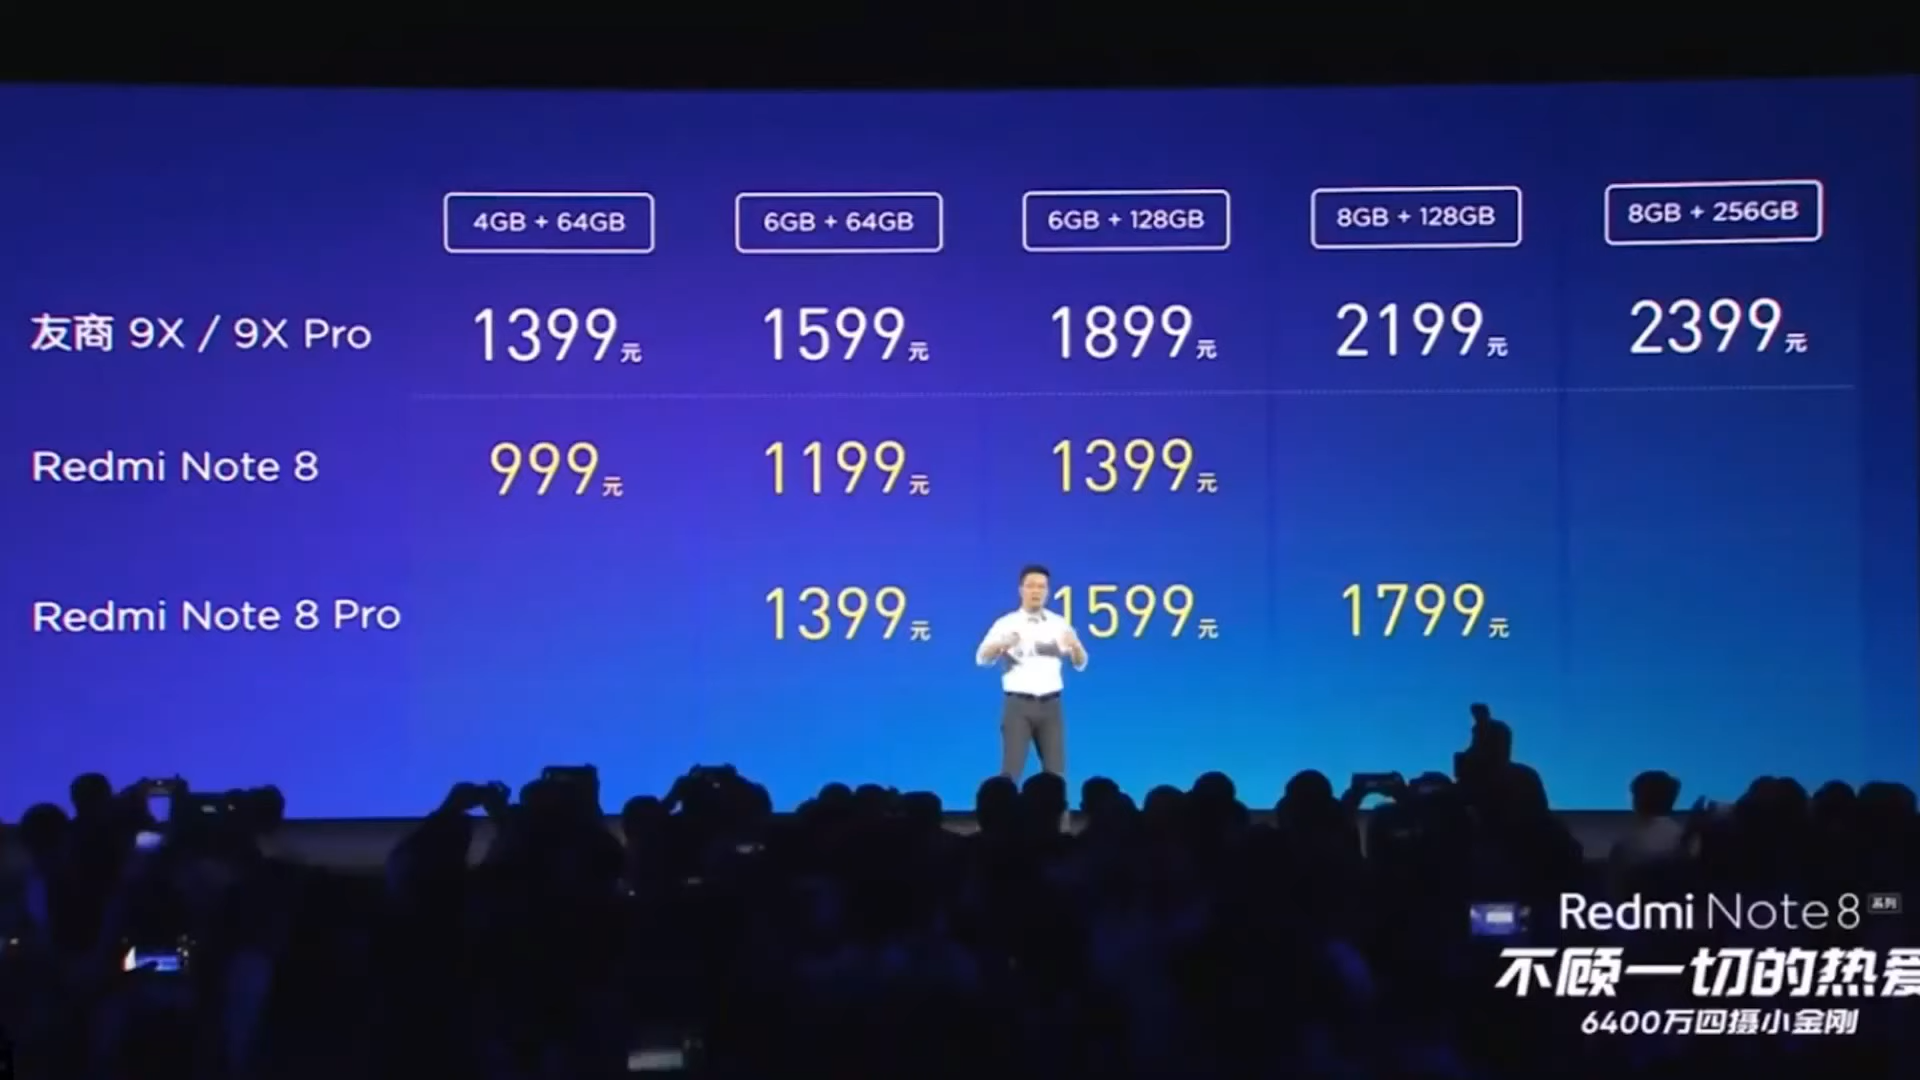 4GB + 64GB 6GB + 64GB 6GB + 128GB 8GB + 128GB 8GB + 256GB
友商 9X / 9X Pro 1399元 1599元 1899元 2199元 2399元
Redmi Note 8 999元 1199元 1399元
Redmi Note 8 Pro 1399元 1599元 1799元
Redmi Note 8 系列
不顾一切的热爱
6400万四摄小金刚